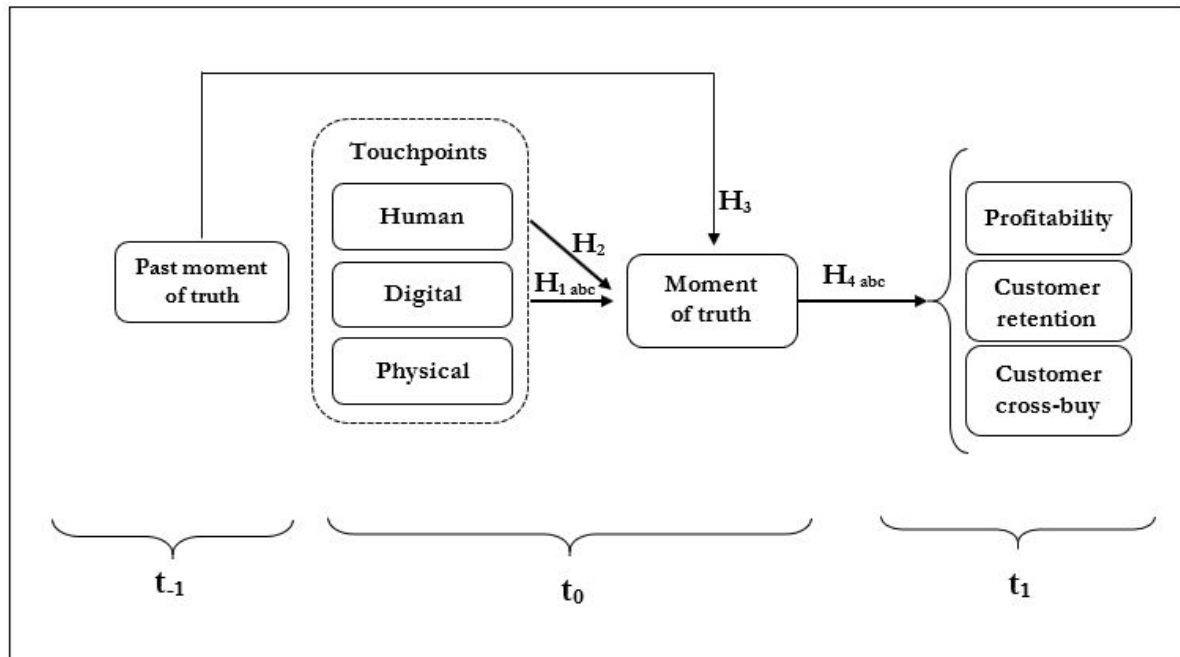 Touchpoints
Human
Digital
Physical
Past moment
of truth
H₂
H₁ abc
H₃
Moment
of truth
H₄ abc
Profitability
Customer
retention
Customer
cross-buy
t₋₁
t₀
t₁